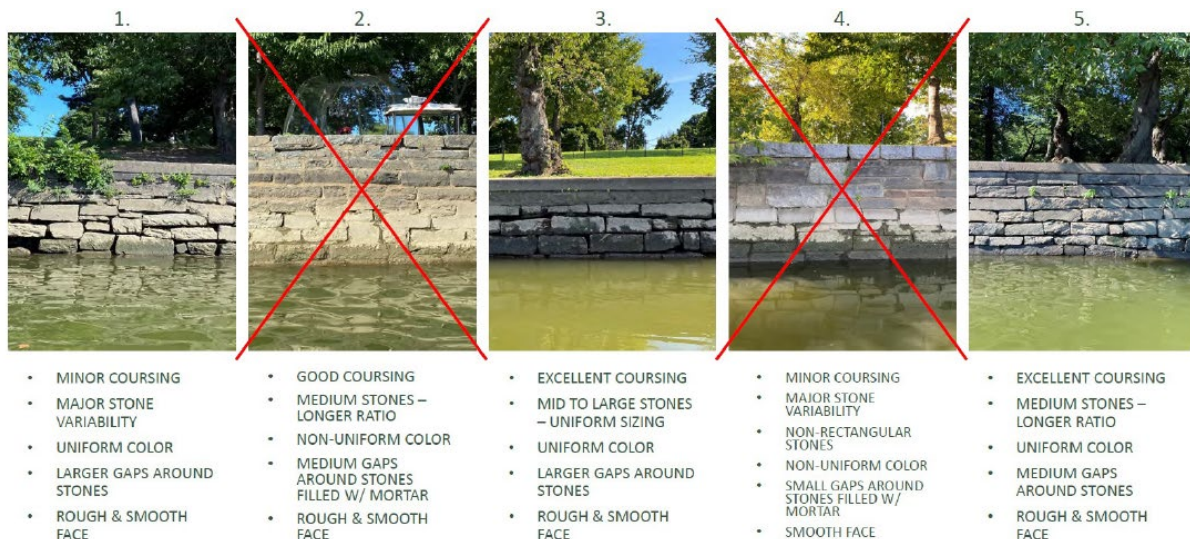 1.
2.
3.
4.
5.
• MINOR COURSING
• MAJOR STONE
VARIABILITY
• UNIFORM COLOR
• LARGER GAPS AROUND
STONES
• ROUGH & SMOOTH
FACE
• GOOD COURSING
• MEDIUM STONES –
LONGER RATIO
• NON-UNIFORM COLOR
• MEDIUM GAPS
AROUND STONES
FILLED W/ MORTAR
• ROUGH & SMOOTH
FACE
• EXCELLENT COURSING
• MID TO LARGE STONES
– UNIFORM SIZING
• UNIFORM COLOR
• LARGER GAPS AROUND
STONES
• ROUGH & SMOOTH
FACE
• MINOR COURSING
• MAJOR STONE
VARIABILITY
• NON-RECTANGULAR
STONES
• NON-UNIFORM COLOR
• SMALL GAPS AROUND
STONES FILLED W/
MORTAR
• SMOOTH FACE
• EXCELLENT COURSING
• MEDIUM STONES –
LONGER RATIO
• UNIFORM COLOR
• MEDIUM GAPS
AROUND STONES
• ROUGH & SMOOTH
FACE